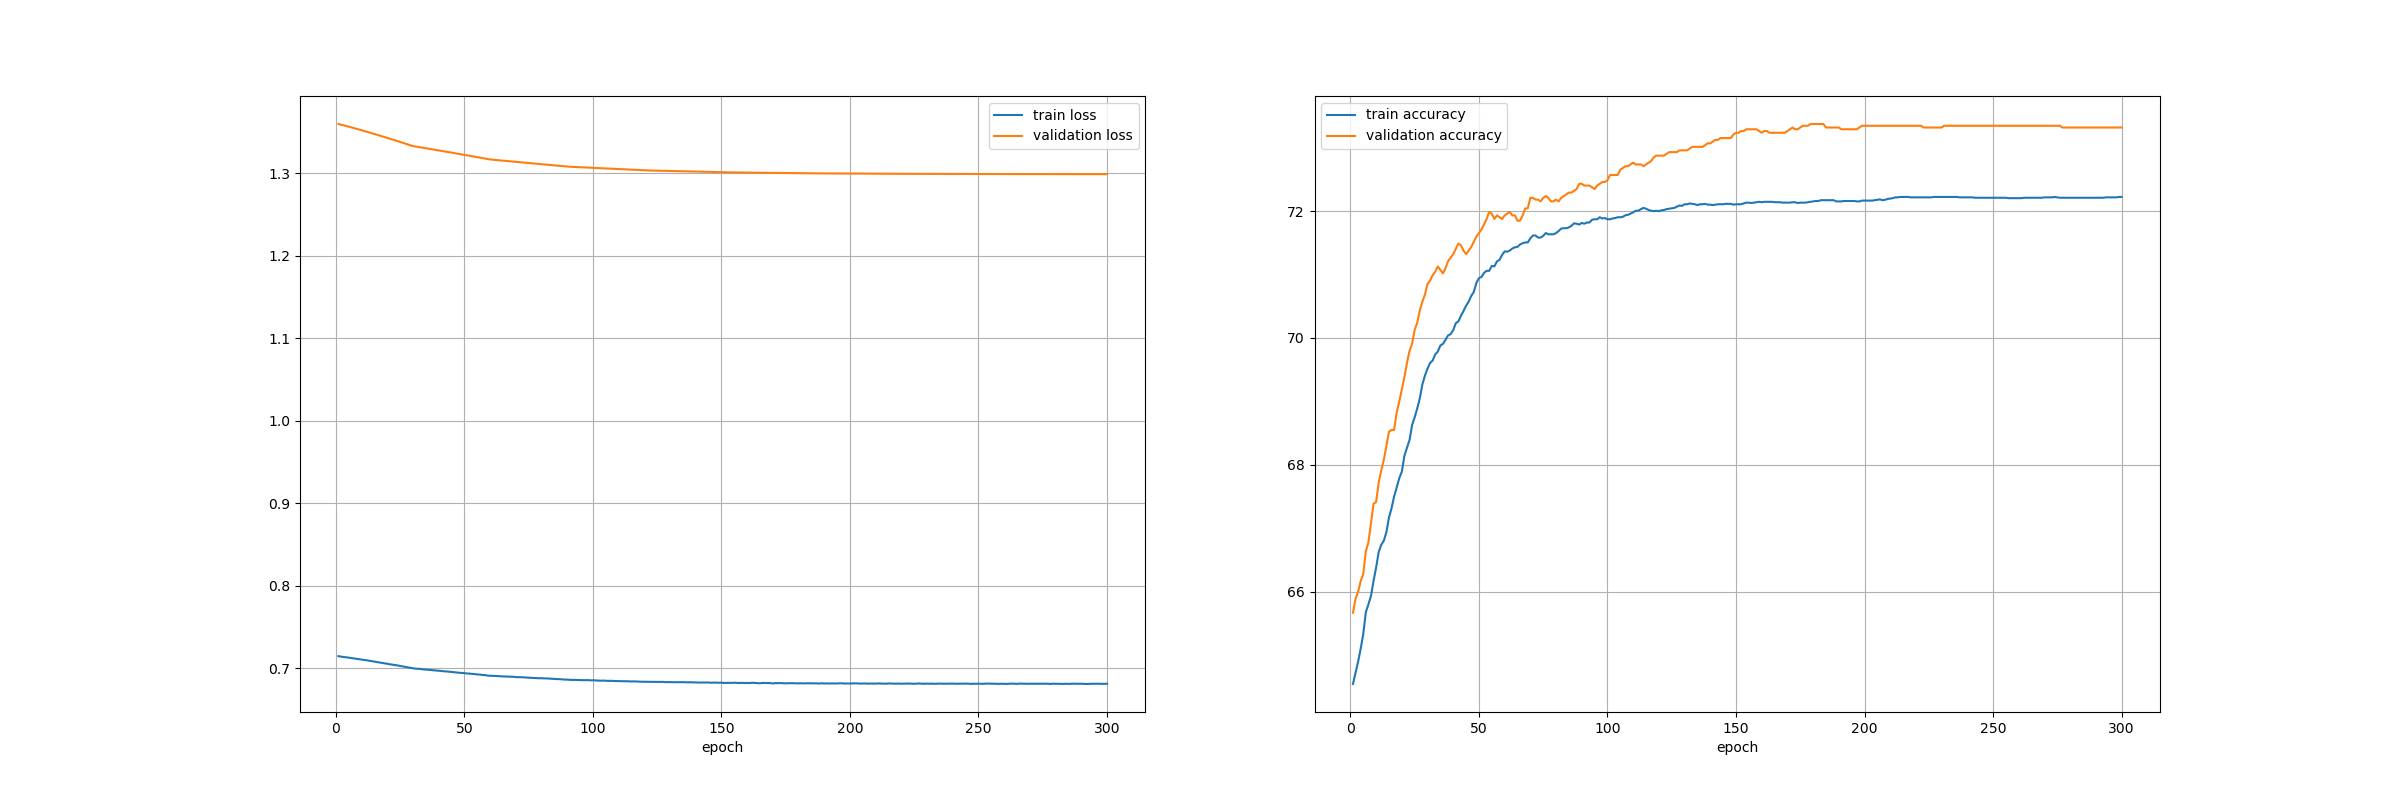 train loss
validation loss
1.3
1.2
1.1
1.0
0.9
0.8
0.7
0 50 100 150 200 250 300
epoch
train accuracy
validation accuracy
72
70
68
66
0 50 100 150 200 250 300
epoch